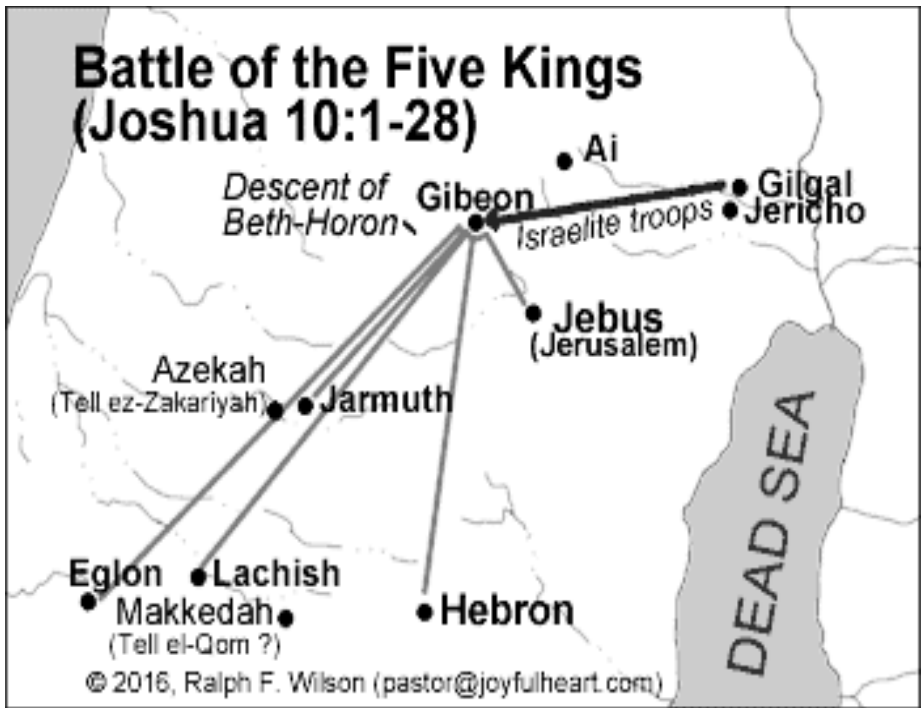 Battle of the Five Kings
(Joshua 10:1-28)
Ai
Descent of
Beth-Horon
Gibeon
Gilgal
Jericho
Israelite troops
Jebus
(Jerusalem)
Azekah
(Tell ez-Zakariyah)
Jarmuth
DEAD SEA
Eglon
Lachish
Makkedah
(Tell el-Qom ?)
Hebron
© 2016, Ralph F. Wilson (pastor@joyfulheart.com)